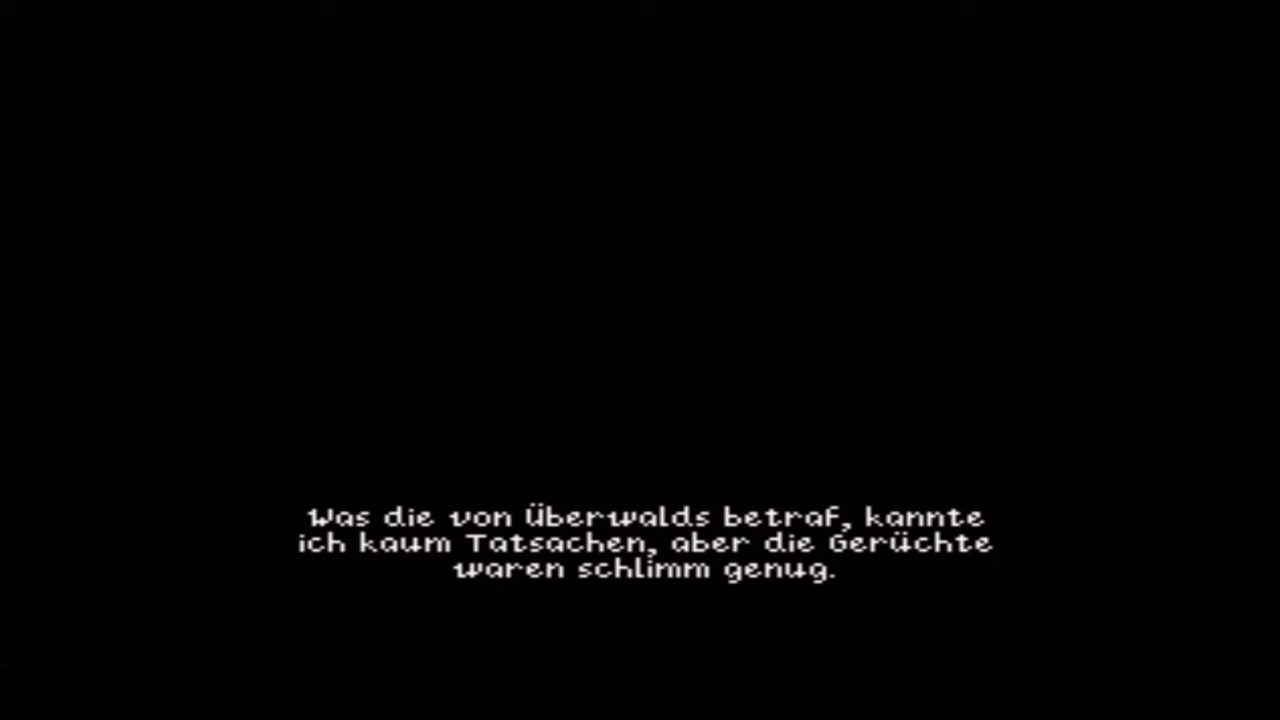 Was die von Überwalds betraf, kannte
ich kaum Tatsachen, aber die Gerüchte
waren schlimm genug.